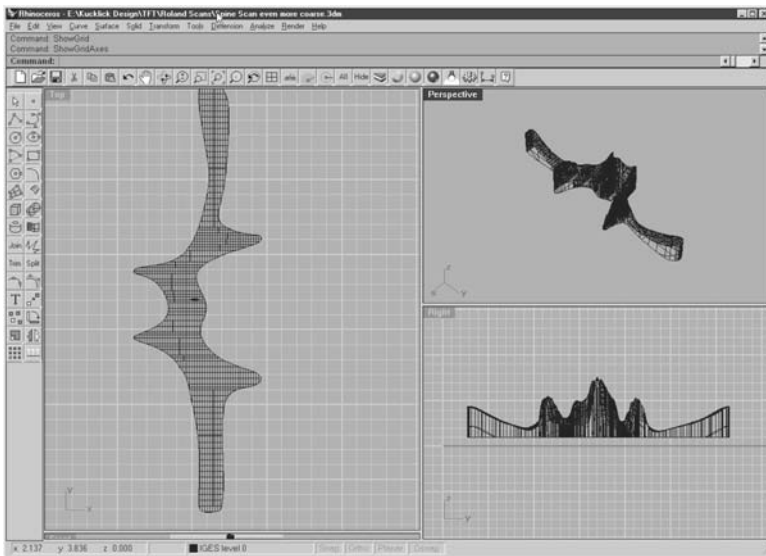 Rhinoceros - E:\Kucklick Design\TFT\Roland Scans\Spine Scan even more coarse.3dm
File Edit View Curve Surface Solid Transform Tools Dimension Analyze Render Help
Command: ShowGrid
Command: ShowGridAxes
Command:
All Hide
Top
Perspective
Join
Trim Split
T
z
x y
Right
y
x
z
y
x 2.137 y 3.836 z 0.000 IGES level 0 Snap Ortho Planar Osnap